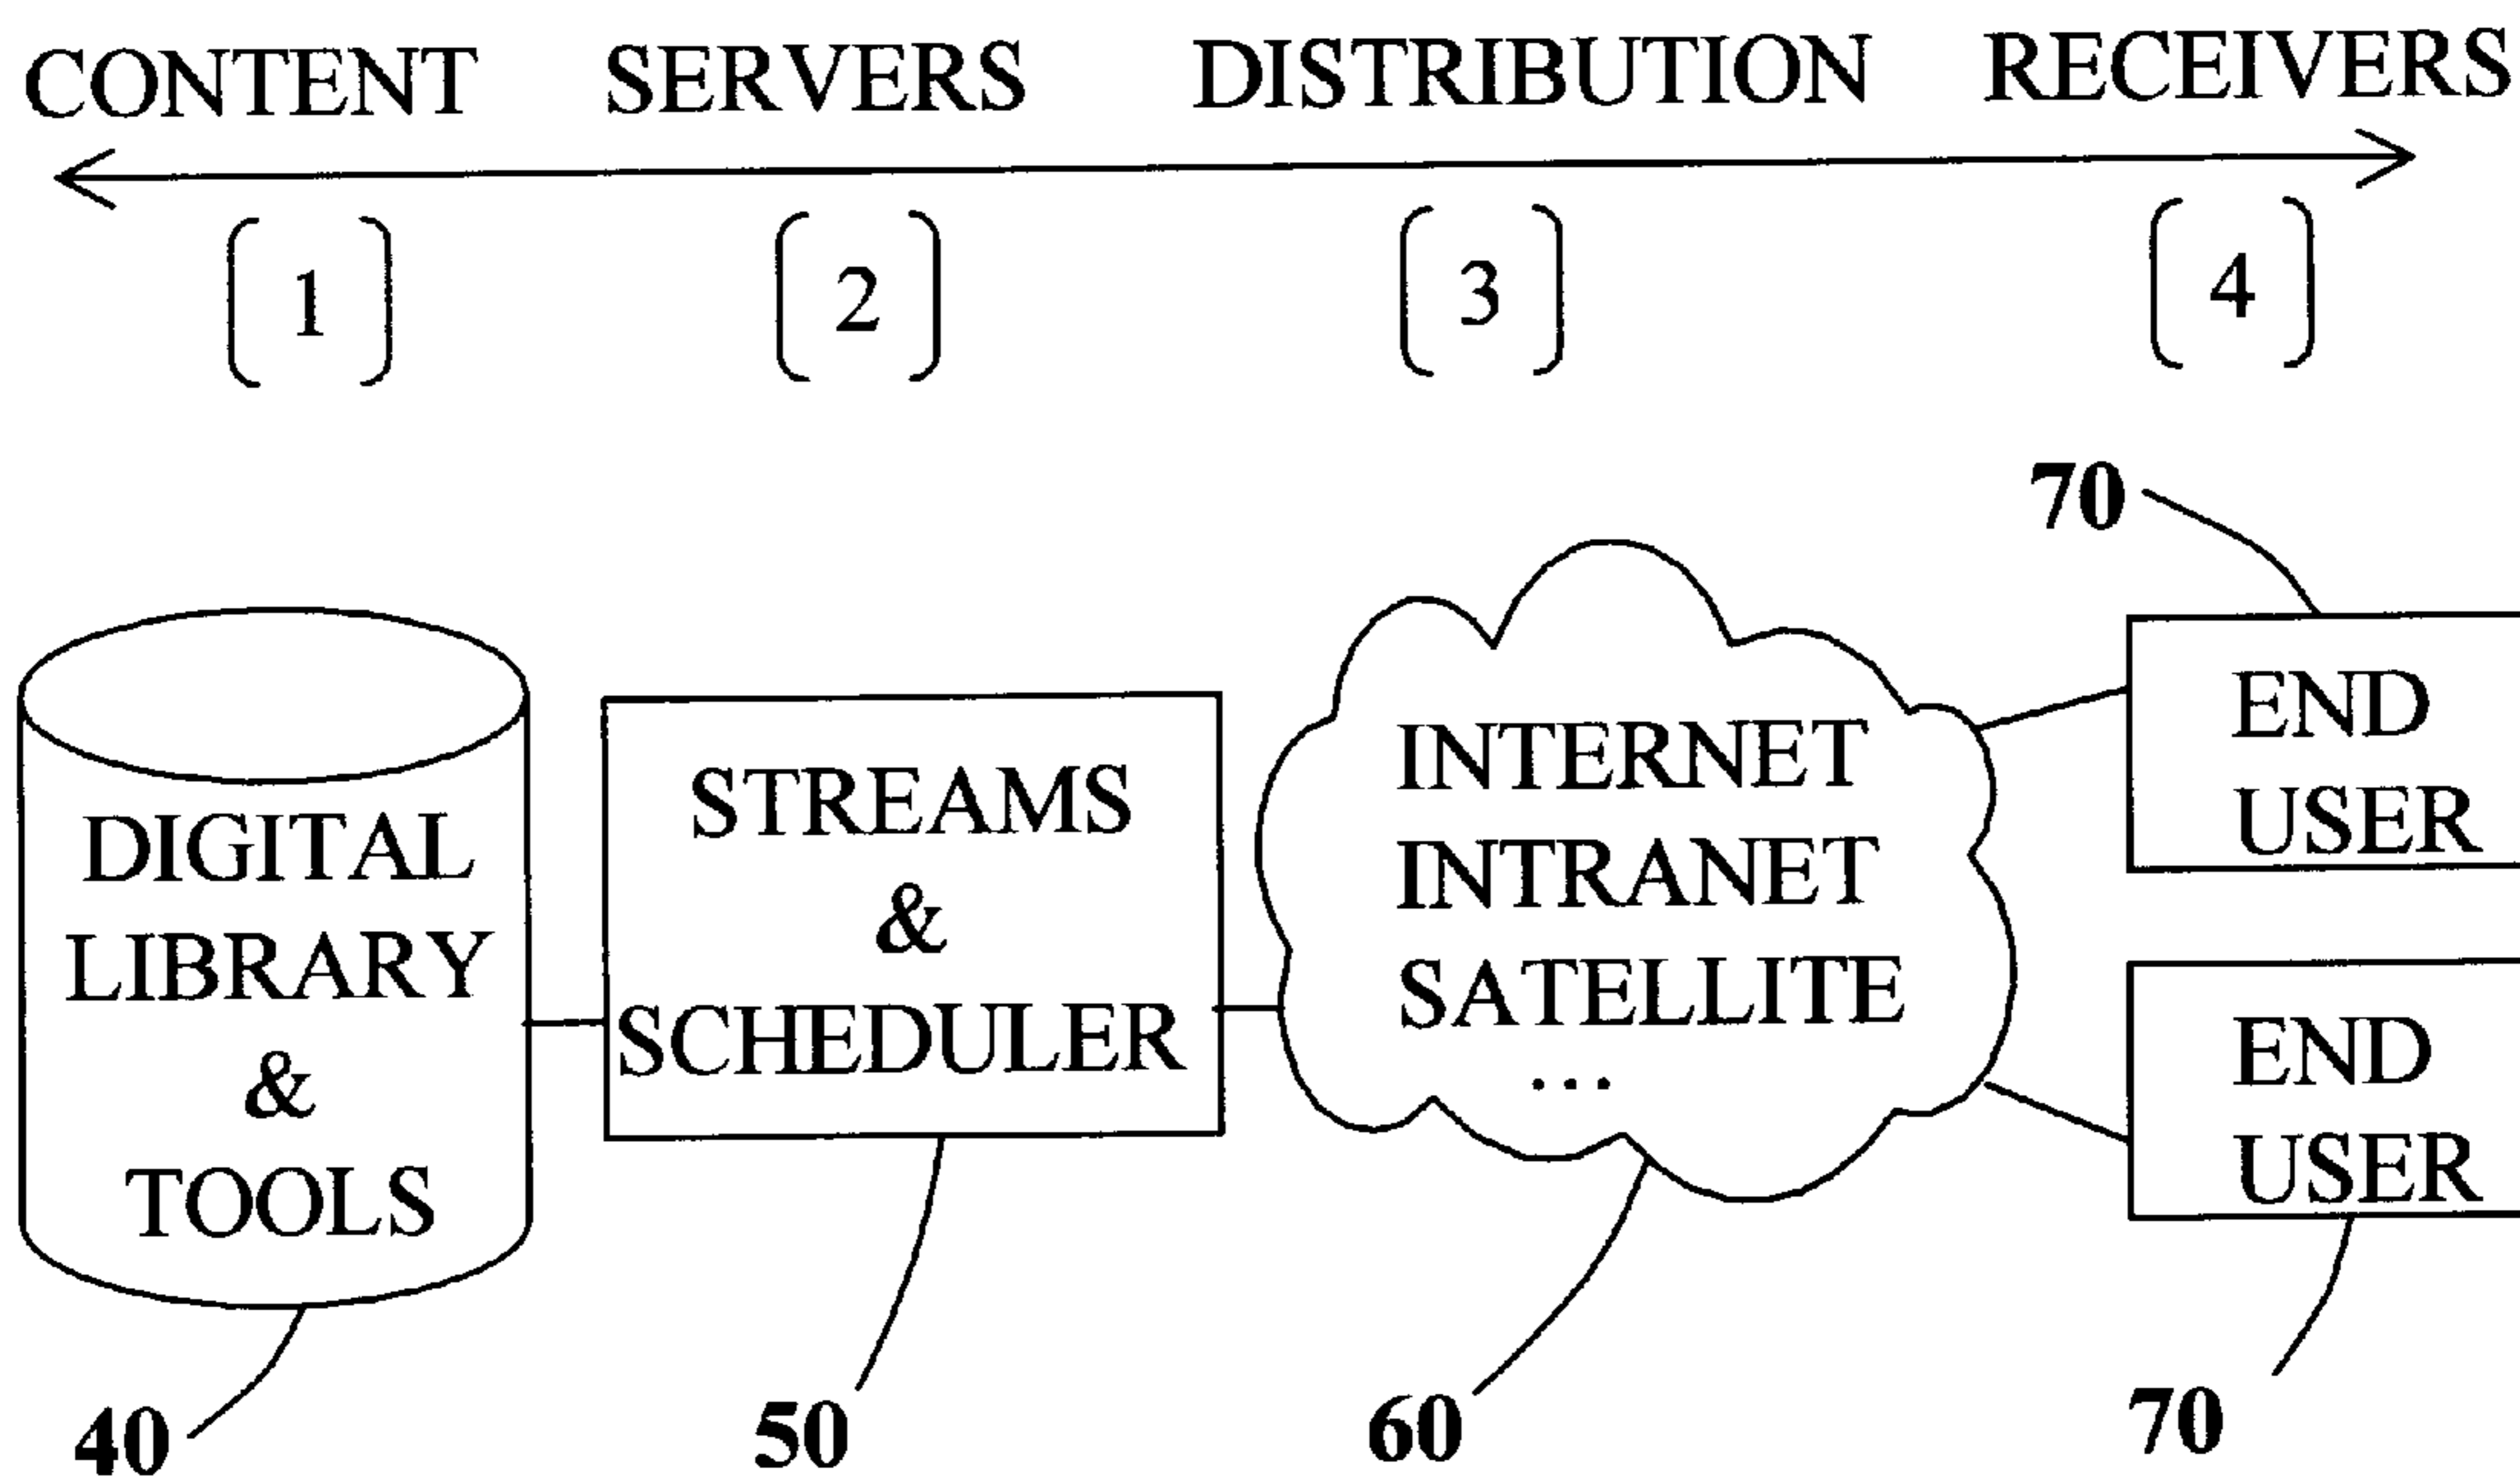 CONTENT SERVERS DISTRIBUTION RECEIVERS
1 2 3 4
70
DIGITAL
LIBRARY
&
TOOLS
STREAMS
&
SCHEDULER
INTERNET
INTRANET
SATELLITE
...
END
USER
END
USER
40 50 60 70